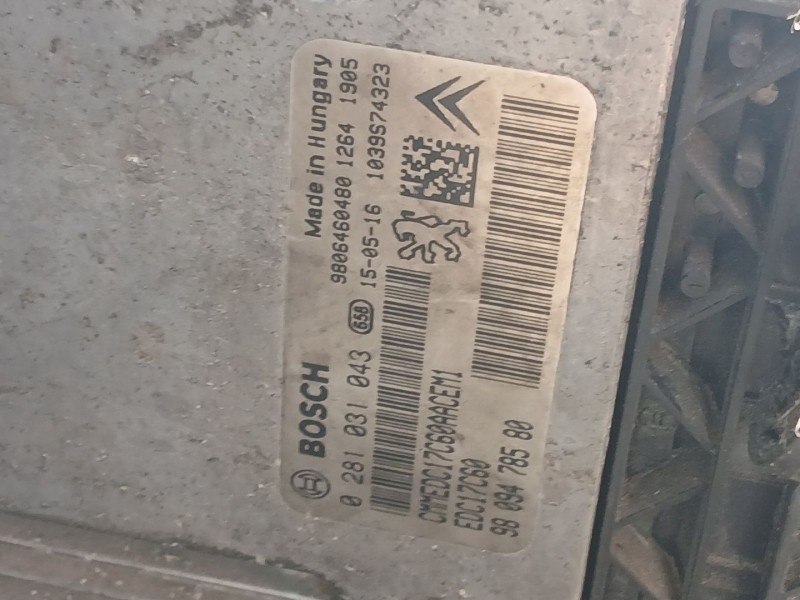 Made in Hungary
9806460480 1264 1905
15-05-16 1039S74323
BOSCH
0 281 031 043 658
CMMEDC17C60AACEM1
EDC17C60
98 094 785 80